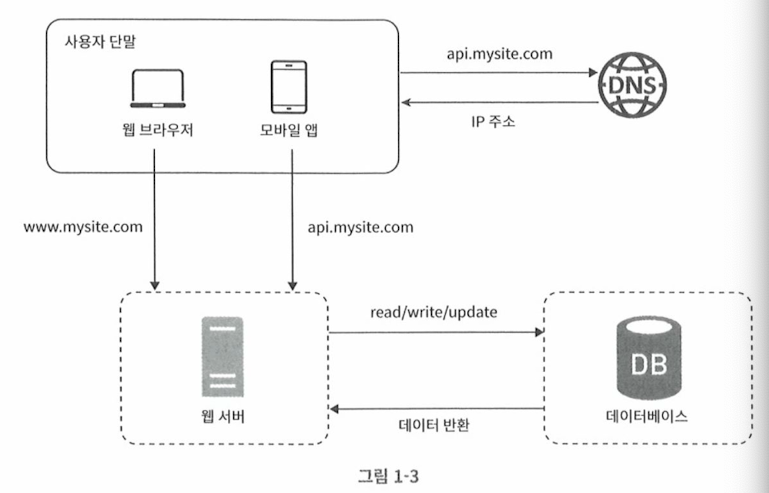 사용자 단말
api.mysite.com
DNS
웹 브라우저
모바일 앱
IP 주소
www.mysite.com
api.mysite.com
read/write/update
DB
웹 서버
데이터베이스
데이터 반환
그림 1-3